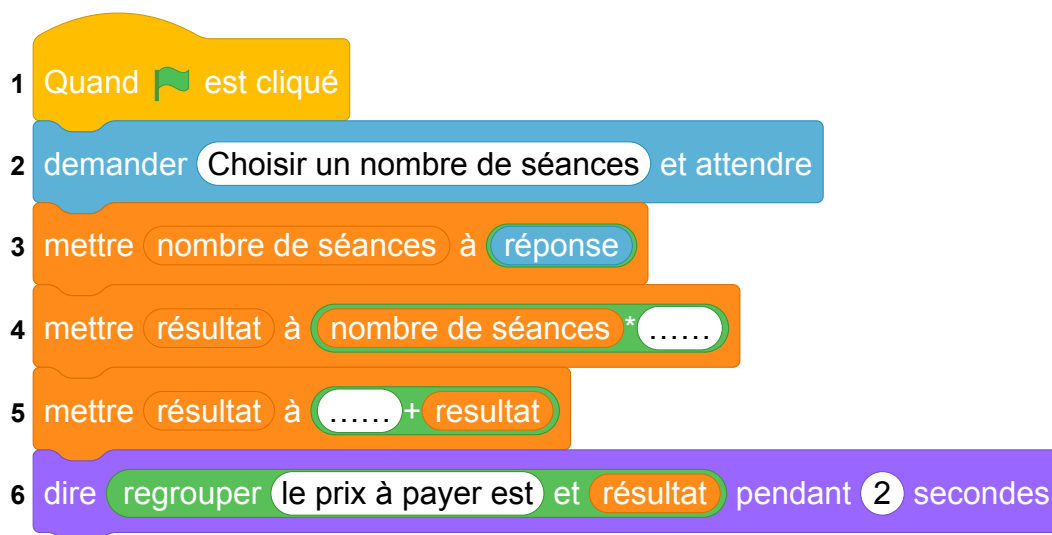 1 Quand est cliqué
2 demander Choisir un nombre de séances et attendre
3 mettre nombre de séances à réponse
4 mettre résultat à nombre de séances * ......
5 mettre résultat à ...... + resultat
6 dire regrouper le prix à payer est et résultat pendant 2 secondes